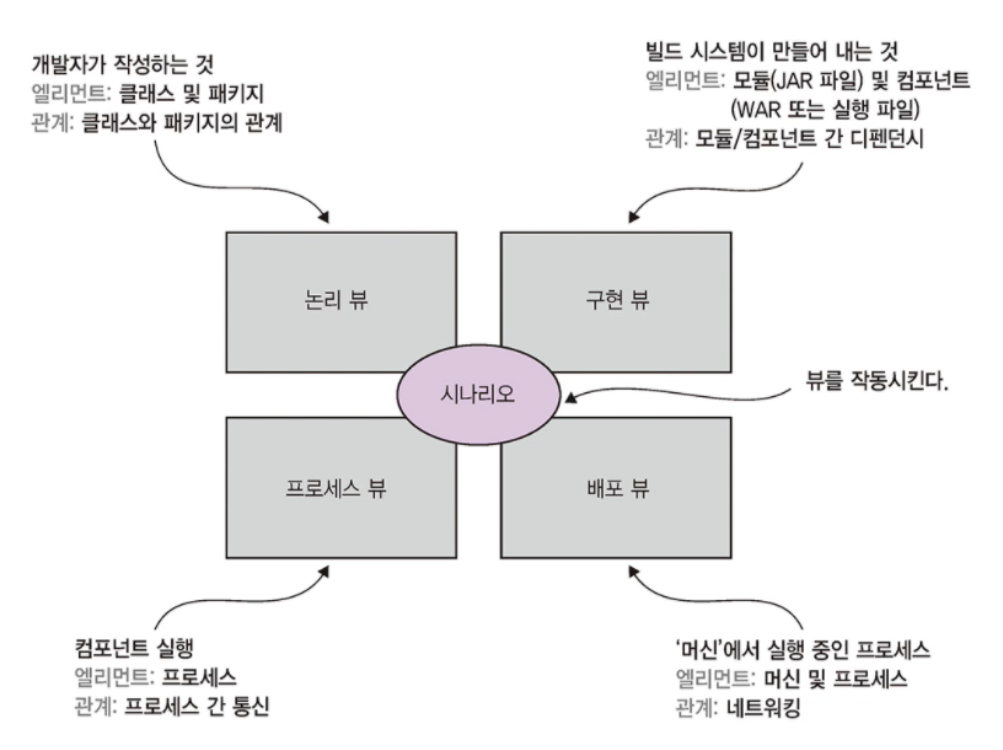 개발자가 작성하는 것
엘리먼트: 클래스 및 패키지
관계: 클래스와 패키지의 관계
빌드 시스템이 만들어 내는 것
엘리먼트: 모듈(JAR 파일) 및 컴포넌트
(WAR 또는 실행 파일)
관계: 모듈/컴포넌트 간 디펜던시
논리 뷰
구현 뷰
시나리오
뷰를 작동시킨다.
프로세스 뷰
배포 뷰
컴포넌트 실행
엘리먼트: 프로세스
관계: 프로세스 간 통신
‘머신’에서 실행 중인 프로세스
엘리먼트: 머신 및 프로세스
관계: 네트워킹